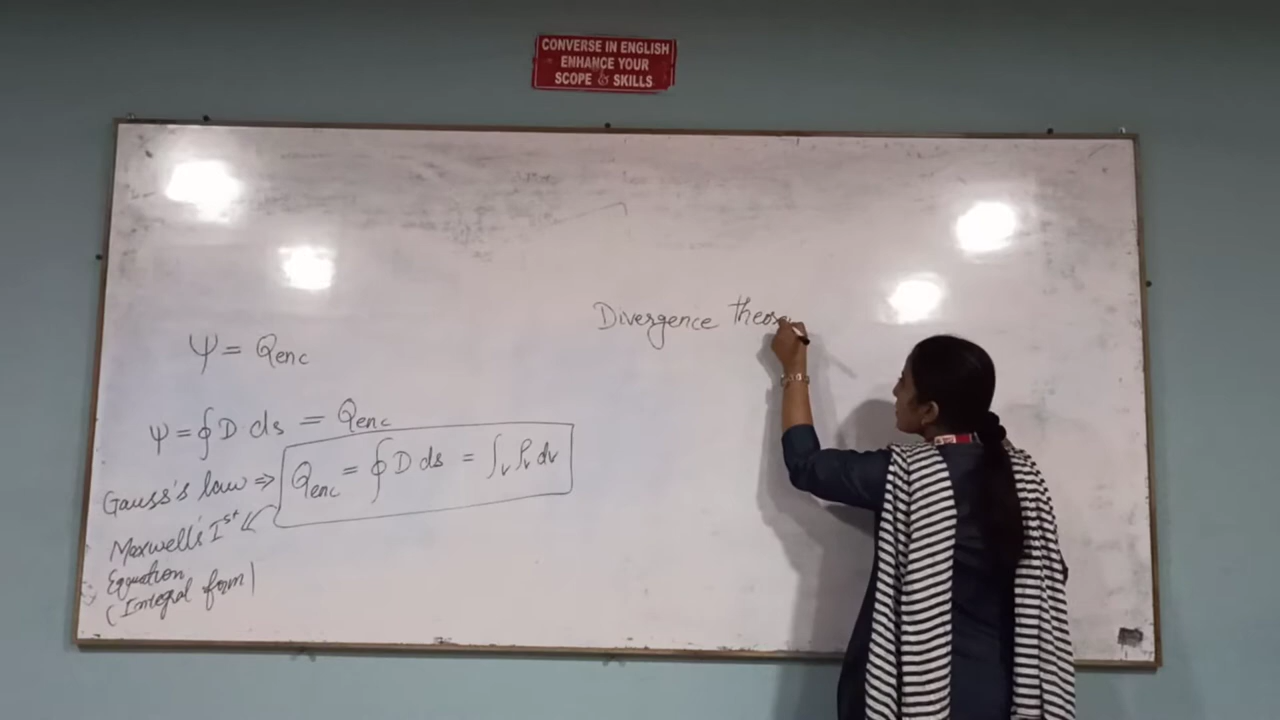 CONVERSE IN ENGLISH
ENHANCE YOUR
SCOPE & SKILLS
Ψ = Qenc
Ψ = ∮ D ds = Qenc
Gauss's law ⇒ Qenc = ∮ D ds = ∫v ρv dv
Maxwell's Ist
Equation
(Integral form)
Divergence theore